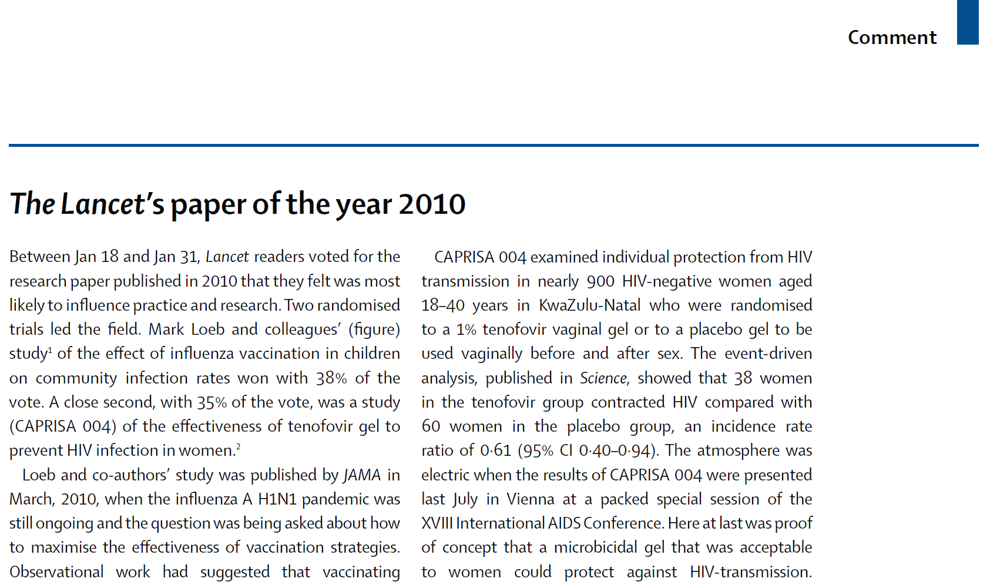 Comment
The Lancet’s paper of the year 2010
Between Jan 18 and Jan 31, Lancet readers voted for the
research paper published in 2010 that they felt was most
likely to influence practice and research. Two randomised
trials led the field. Mark Loeb and colleagues’ (figure)
study¹ of the effect of influenza vaccination in children
on community infection rates won with 38% of the
vote. A close second, with 35% of the vote, was a study
(CAPRISA 004) of the effectiveness of tenofovir gel to
prevent HIV infection in women.²
Loeb and co-authors’ study was published by JAMA in
March, 2010, when the influenza A H1N1 pandemic was
still ongoing and the question was being asked about how
to maximise the effectiveness of vaccination strategies.
Observational work had suggested that vaccinating
CAPRISA 004 examined individual protection from HIV
transmission in nearly 900 HIV-negative women aged
18–40 years in KwaZulu-Natal who were randomised
to a 1% tenofovir vaginal gel or to a placebo gel to be
used vaginally before and after sex. The event-driven
analysis, published in Science, showed that 38 women
in the tenofovir group contracted HIV compared with
60 women in the placebo group, an incidence rate
ratio of 0·61 (95% CI 0·40–0·94). The atmosphere was
electric when the results of CAPRISA 004 were presented
last July in Vienna at a packed special session of the
XVIII International AIDS Conference. Here at last was proof
of concept that a microbicidal gel that was acceptable
to women could protect against HIV-transmission.